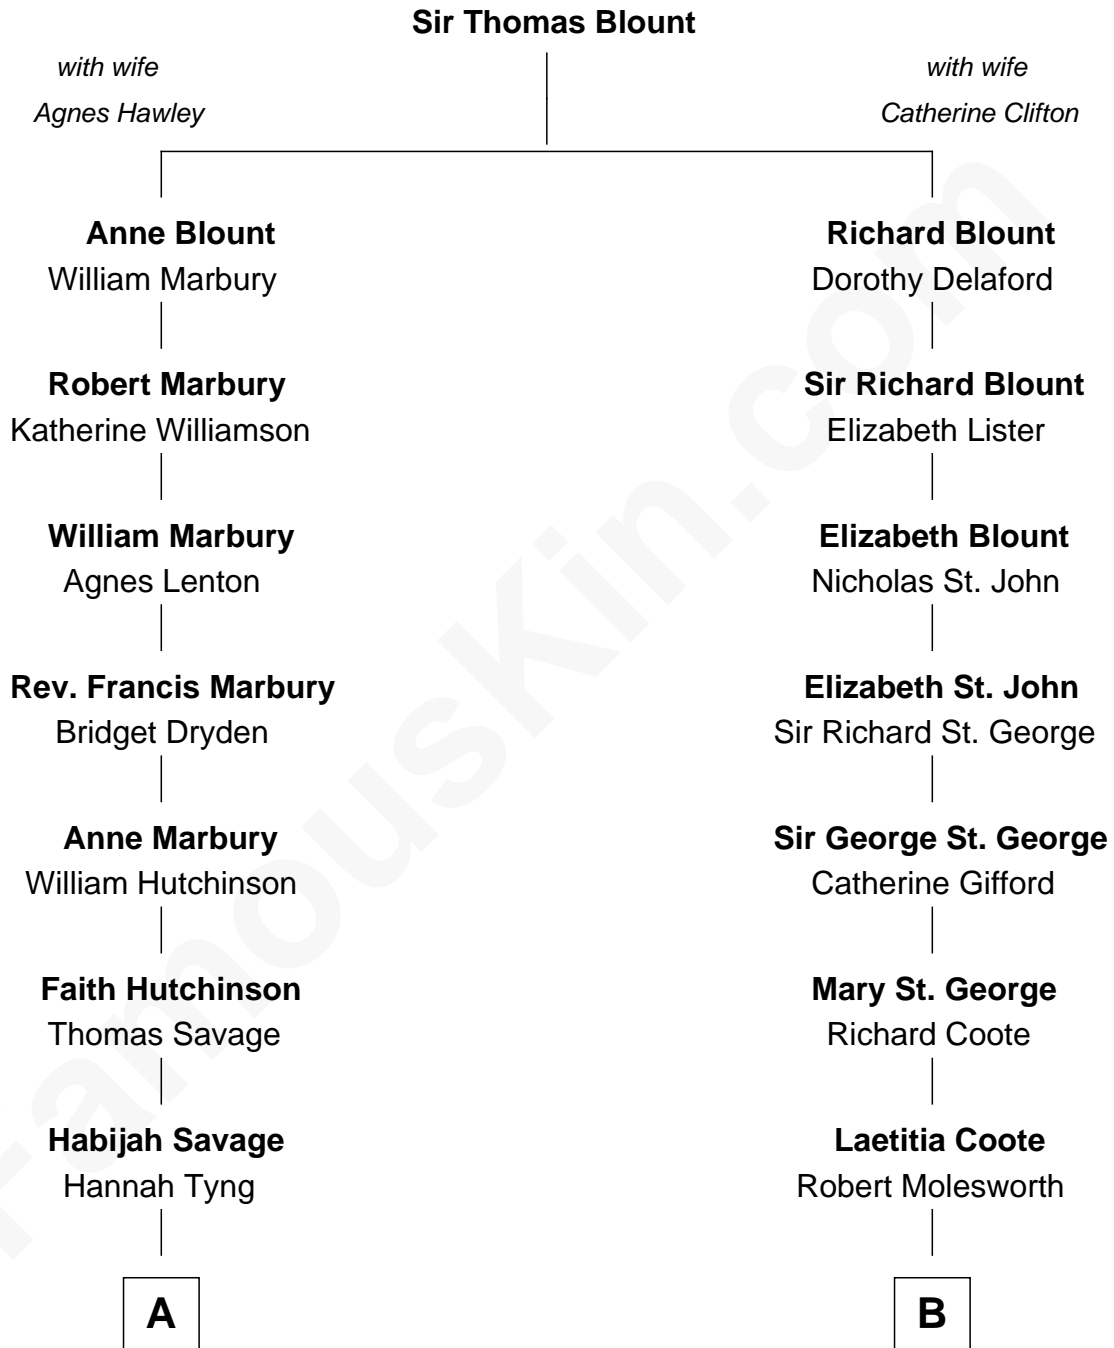 Sir Thomas Blount
with wife
Agnes Hawley
with wife
Catherine Clifton
Anne Blount
William Marbury
Richard Blount
Dorothy Delaford
Robert Marbury
Katherine Williamson
Sir Richard Blount
Elizabeth Lister
William Marbury
Agnes Lenton
Elizabeth Blount
Nicholas St. John
Rev. Francis Marbury
Bridget Dryden
Elizabeth St. John
Sir Richard St. George
Anne Marbury
William Hutchinson
Sir George St. George
Catherine Gifford
Faith Hutchinson
Thomas Savage
Mary St. George
Richard Coote
Habijah Savage
Hannah Tyng
Laetitia Coote
Robert Molesworth
A
B
FamousKin.com